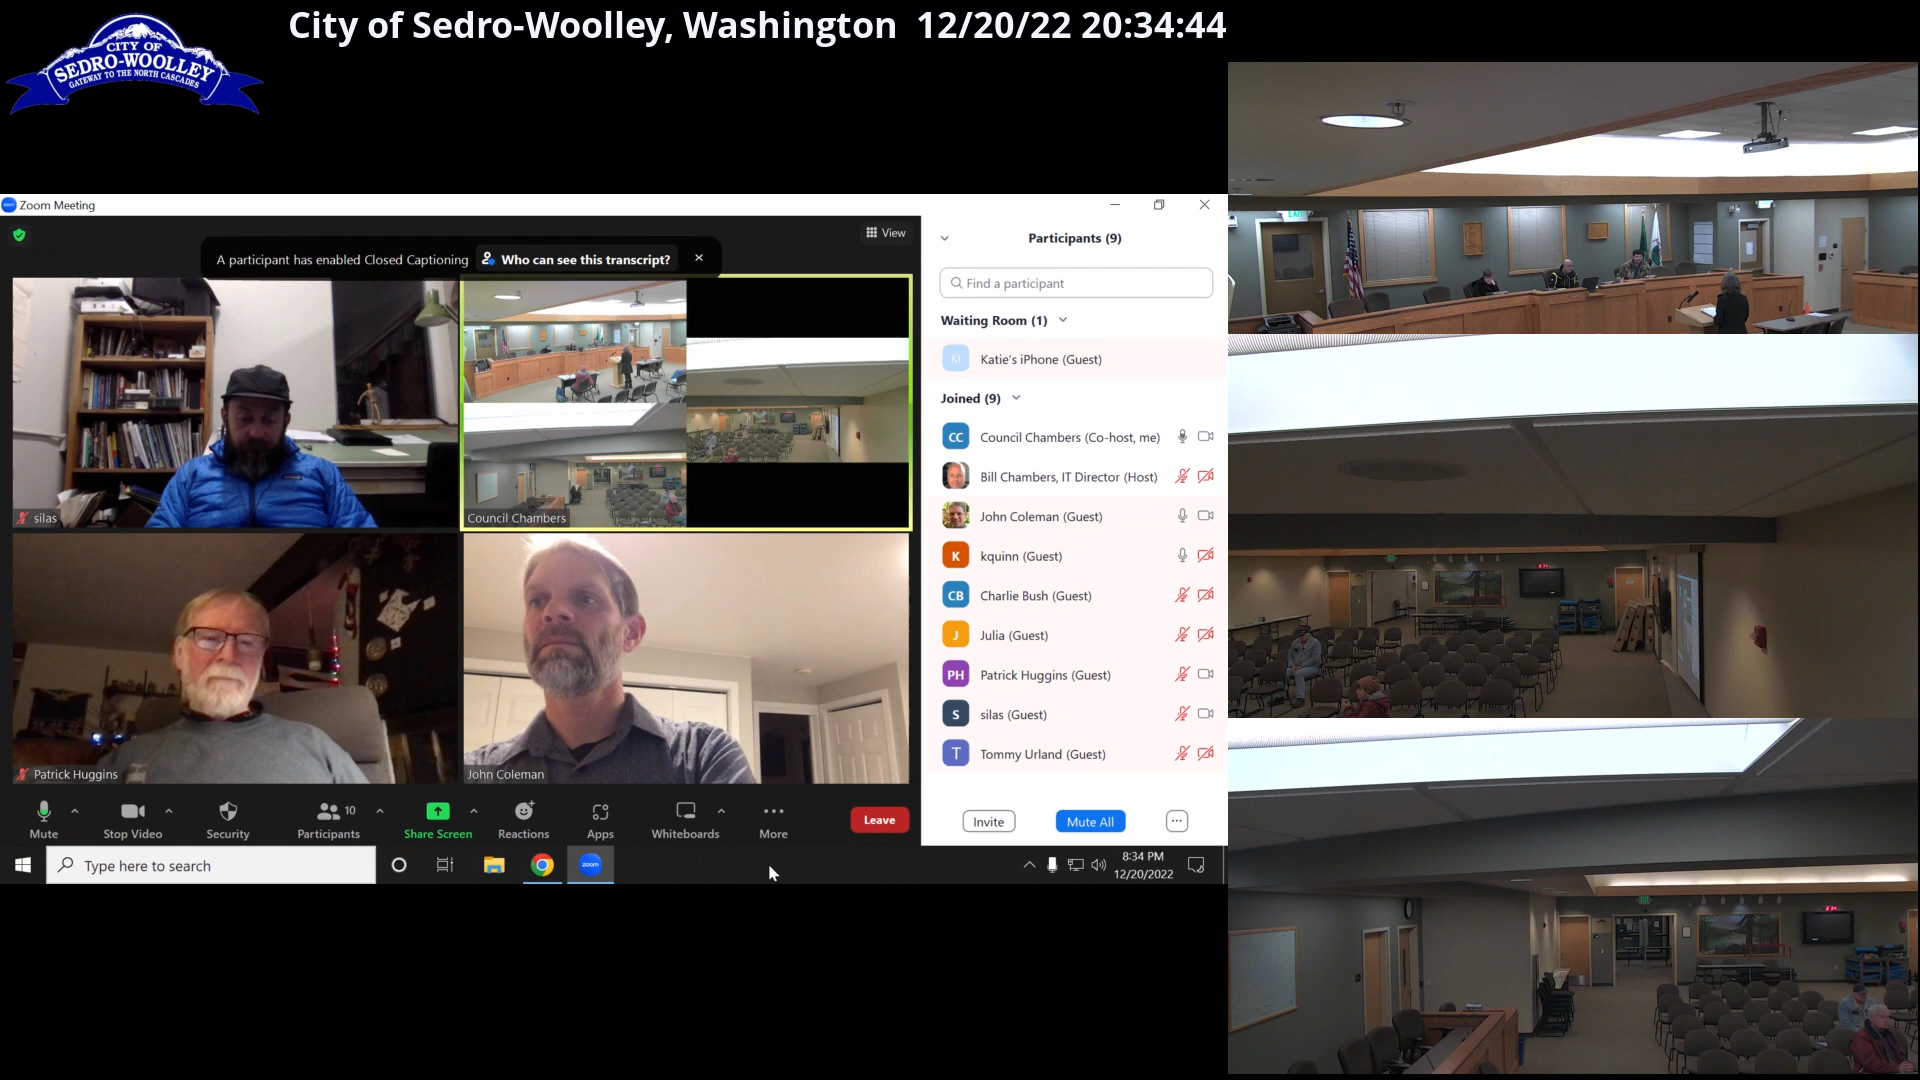 City of Sedro-Woolley, Washington 12/20/22 20:34:44
CITY OF
SEDRO-WOOLLEY
GATEWAY TO THE NORTH CASCADES
Zoom Meeting
View
A participant has enabled Closed Captioning
Who can see this transcript?
silas
Council Chambers
Patrick Huggins
John Coleman
Participants (9)
Find a participant
Waiting Room (1)
KI
Katie's iPhone (Guest)
Joined (9)
CC Council Chambers (Co-host, me)
Bill Chambers, IT Director (Host)
John Coleman (Guest)
K kquinn (Guest)
CB Charlie Bush (Guest)
J Julia (Guest)
PH Patrick Huggins (Guest)
S silas (Guest)
T Tommy Urland (Guest)
Invite
Mute All
Mute
Stop Video
Security
Participants
10
Share Screen
Reactions
Apps
Whiteboards
More
Leave
Type here to search
zoom
8:34 PM
12/20/2022